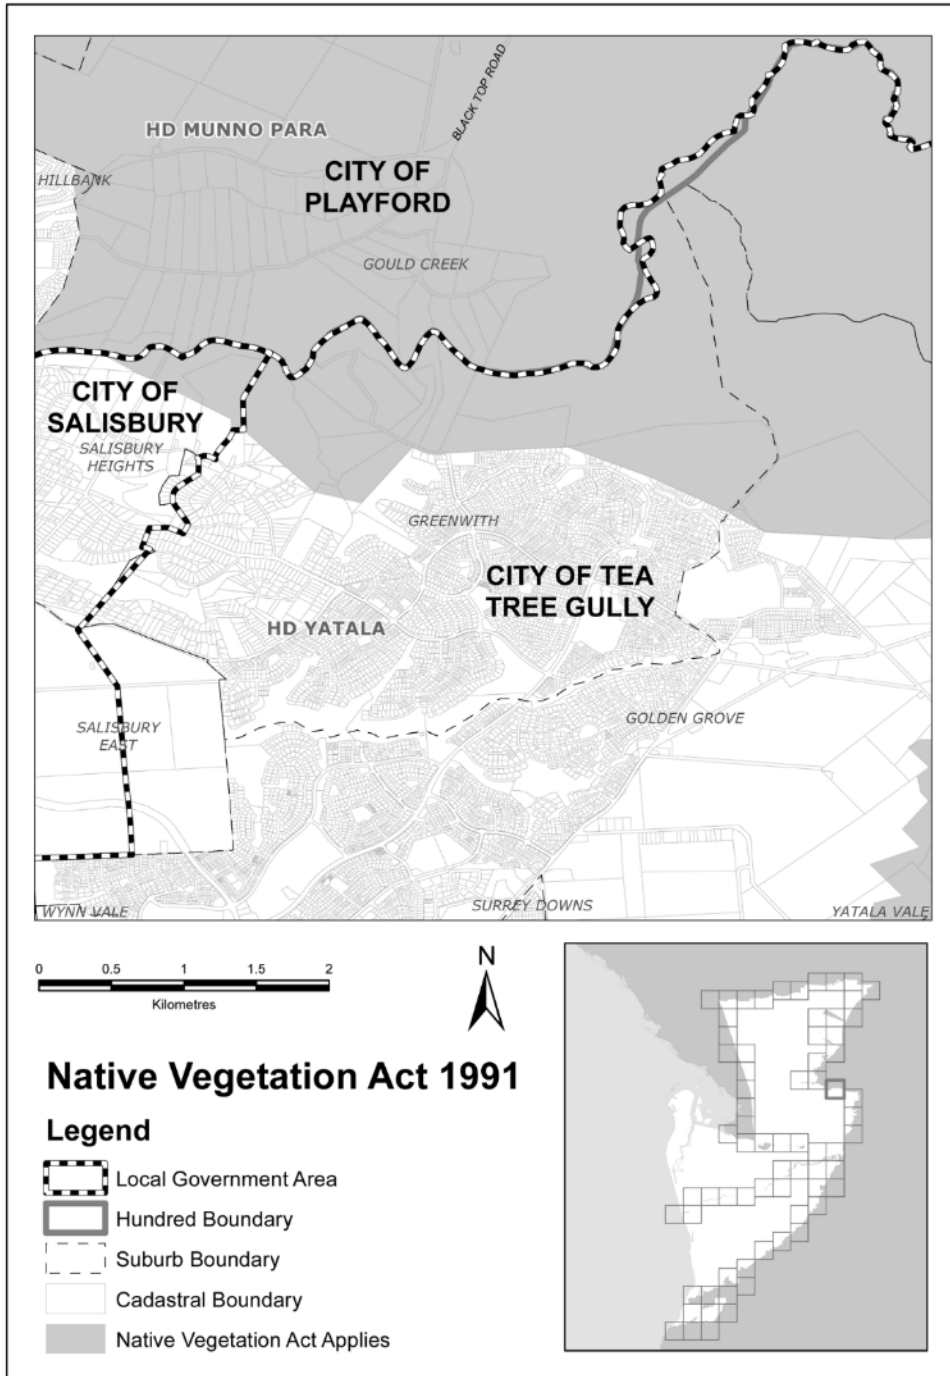 BLACK TOP ROAD
HD MUNNO PARA
CITY OF
PLAYFORD
HILLBANK
GOULD CREEK
CITY OF
SALISBURY
SALISBURY
HEIGHTS
GREENWITH
CITY OF TEA
TREE GULLY
HD YATALA
SALISBURY
EAST
GOLDEN GROVE
WYNN VALE
SURREY DOWNS
YATALA VALE
0 0.5 1 1.5 2
Kilometres
N
Native Vegetation Act 1991
Legend
Local Government Area
Hundred Boundary
Suburb Boundary
Cadastral Boundary
Native Vegetation Act Applies